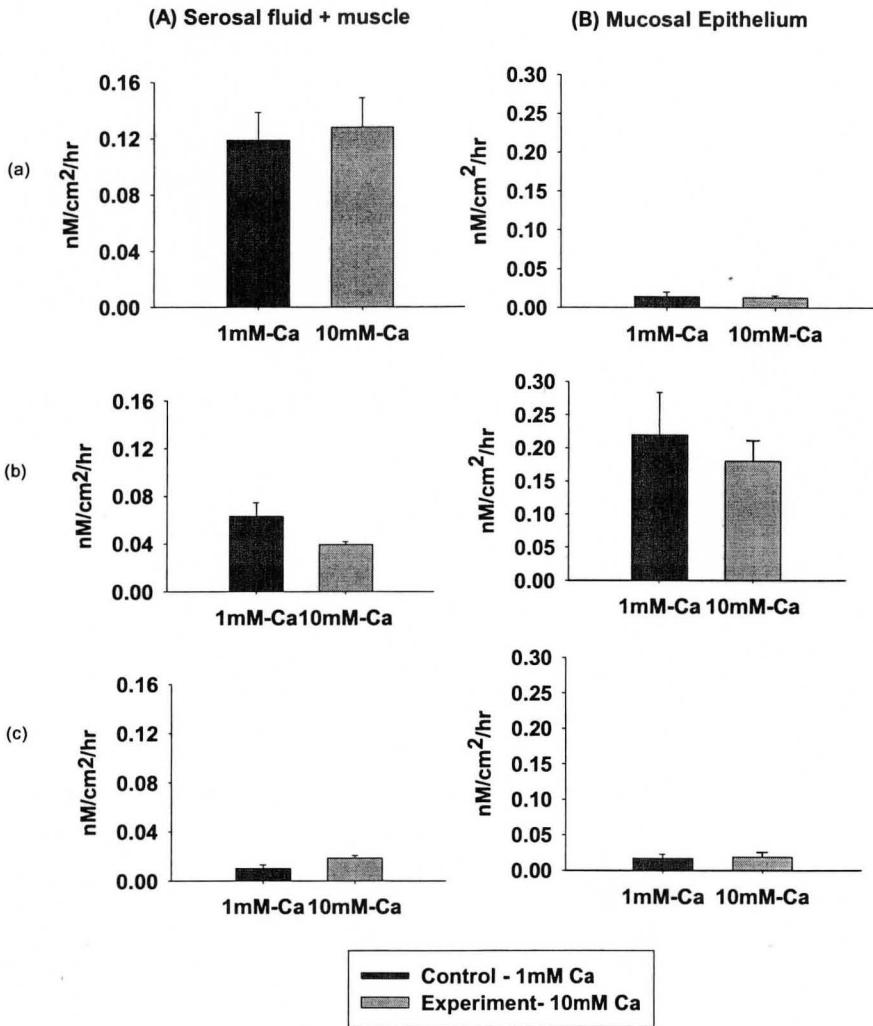 (A) Serosal fluid + muscle
(B) Mucosal Epithelium
(a)
nM/cm²/hr
0.16
0.12
0.08
0.04
0.00
1mM-Ca 10mM-Ca
nM/cm²/hr
0.30
0.25
0.20
0.15
0.10
0.05
0.00
1mM-Ca 10mM-Ca
(b)
nM/cm²/hr
0.16
0.12
0.08
0.04
0.00
1mM-Ca 10mM-Ca
nM/cm²/hr
0.30
0.25
0.20
0.15
0.10
0.05
0.00
1mM-Ca 10mM-Ca
(c)
nM/cm²/hr
0.16
0.12
0.08
0.04
0.00
1mM-Ca 10mM-Ca
nM/cm²/hr
0.30
0.25
0.20
0.15
0.10
0.05
0.00
1mM-Ca 10mM-Ca
Control - 1mM Ca
Experiment- 10mM Ca